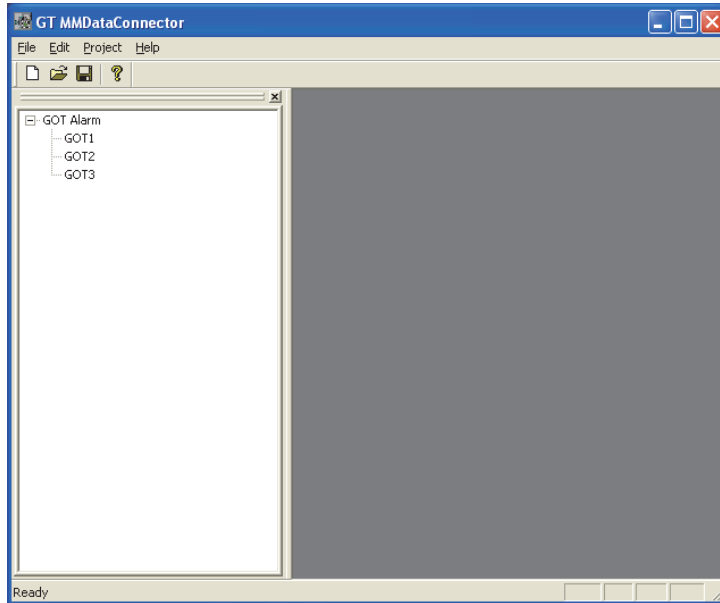 GT MMDataConnector
File Edit Project Help
GOT Alarm
GOT1
GOT2
GOT3
Ready